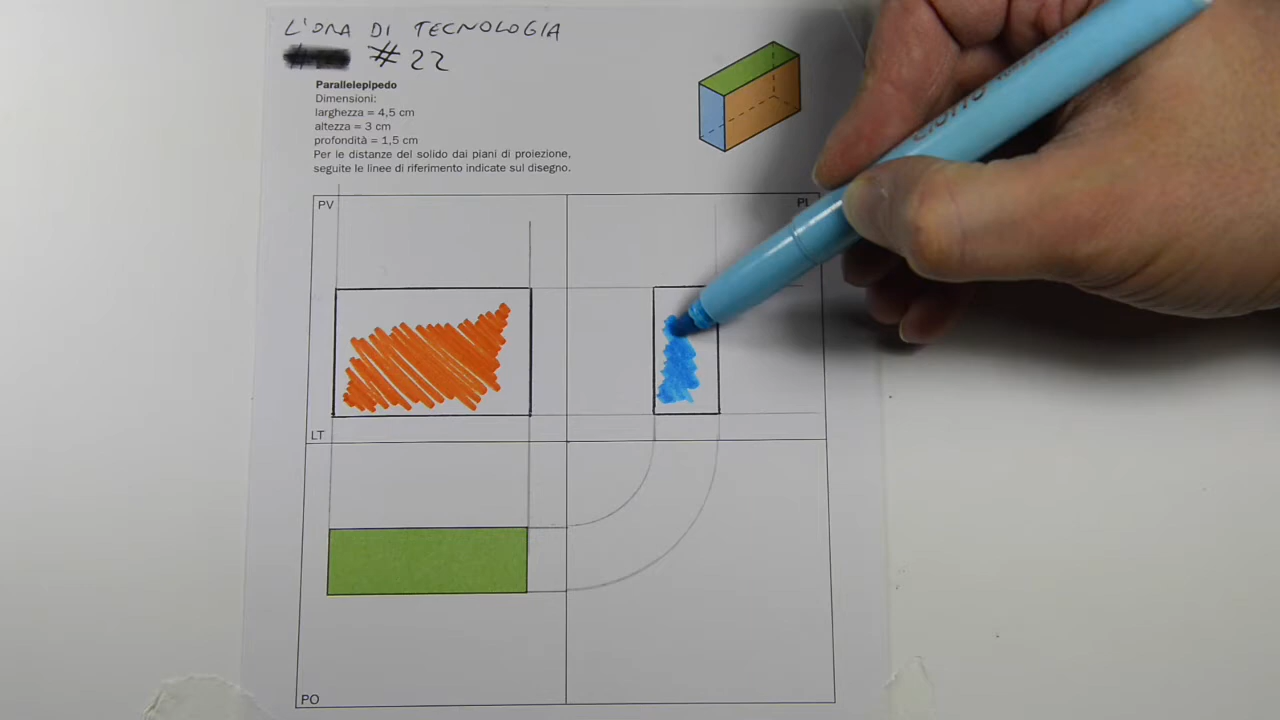 L'ORA DI TECNOLOGIA
#22
Parallelepipedo
Dimensioni:
larghezza = 4,5 cm
altezza = 3 cm
profondità = 1,5 cm
Per le distanze del solido dai piani di proiezione,
seguite le linee di riferimento indicate sul disegno.
PV
PL
LT
PO
GIOTTO